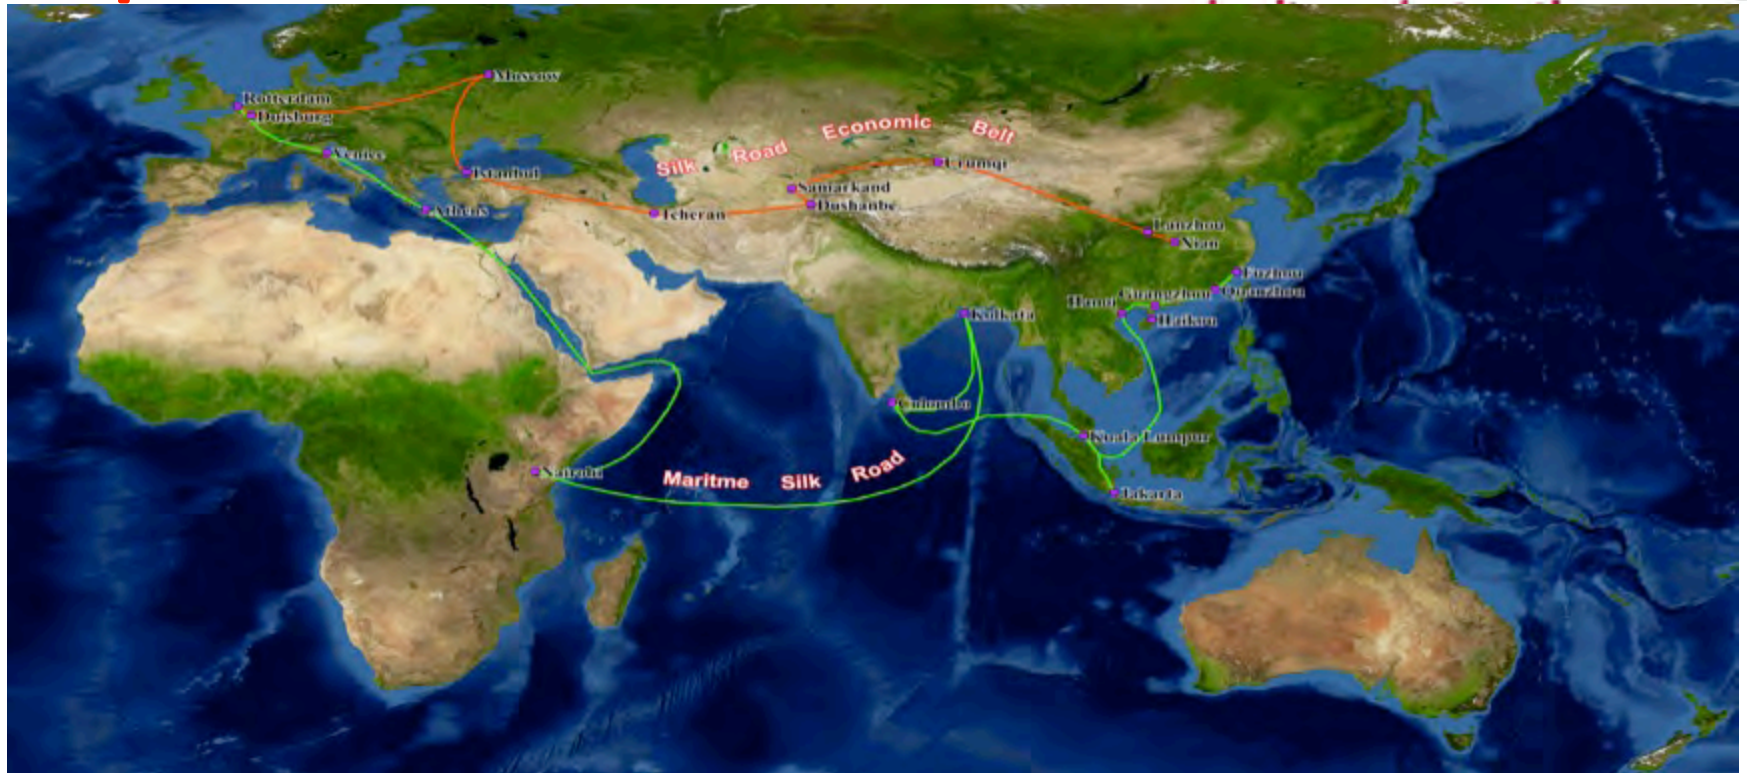 Moscow
Rotterdam
Duisburg
Venice
Istanbul
Athens
Teheran
Silk Road Economic Belt
Samarkand
Dushanbe
Urumqi
Lanzhou
Xian
Fuzhou
Quanzhou
Guangzhou
Hanoi
Haikou
Kolkata
Colombo
Kuala Lumpur
Jakarta
Nairobi
Maritme Silk Road